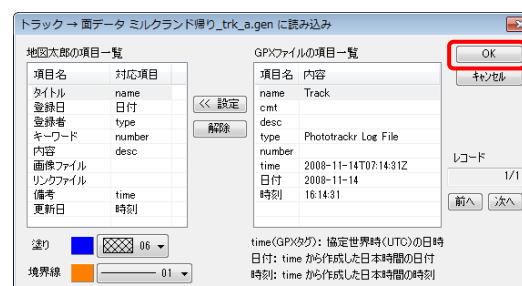 トラック → 面データ ミルクランド帰り_trk_a.gen に読み込み
地図太郎の項目一覧
項目名 対応項目
タイトル name
登録日 日付
登録者 type
キーワード number
内容 desc
画像ファイル
リンクファイル
備考 time
更新日 時刻
<< 設定
解除
GPXファイルの項目一覧
項目名 内容
name Track
cmt
desc
type Phototrackr Log File
number
time 2008-11-14T07:14:31Z
日付 2008-11-14
時刻 16:14:31
OK
キャンセル
レコード
1/1
前へ 次へ
塗り 06
境界線 01
time(GPXタグ): 協定世界時(UTC)の日時
日付: time から作成した日本時間の日付
時刻: time から作成した日本時間の時刻